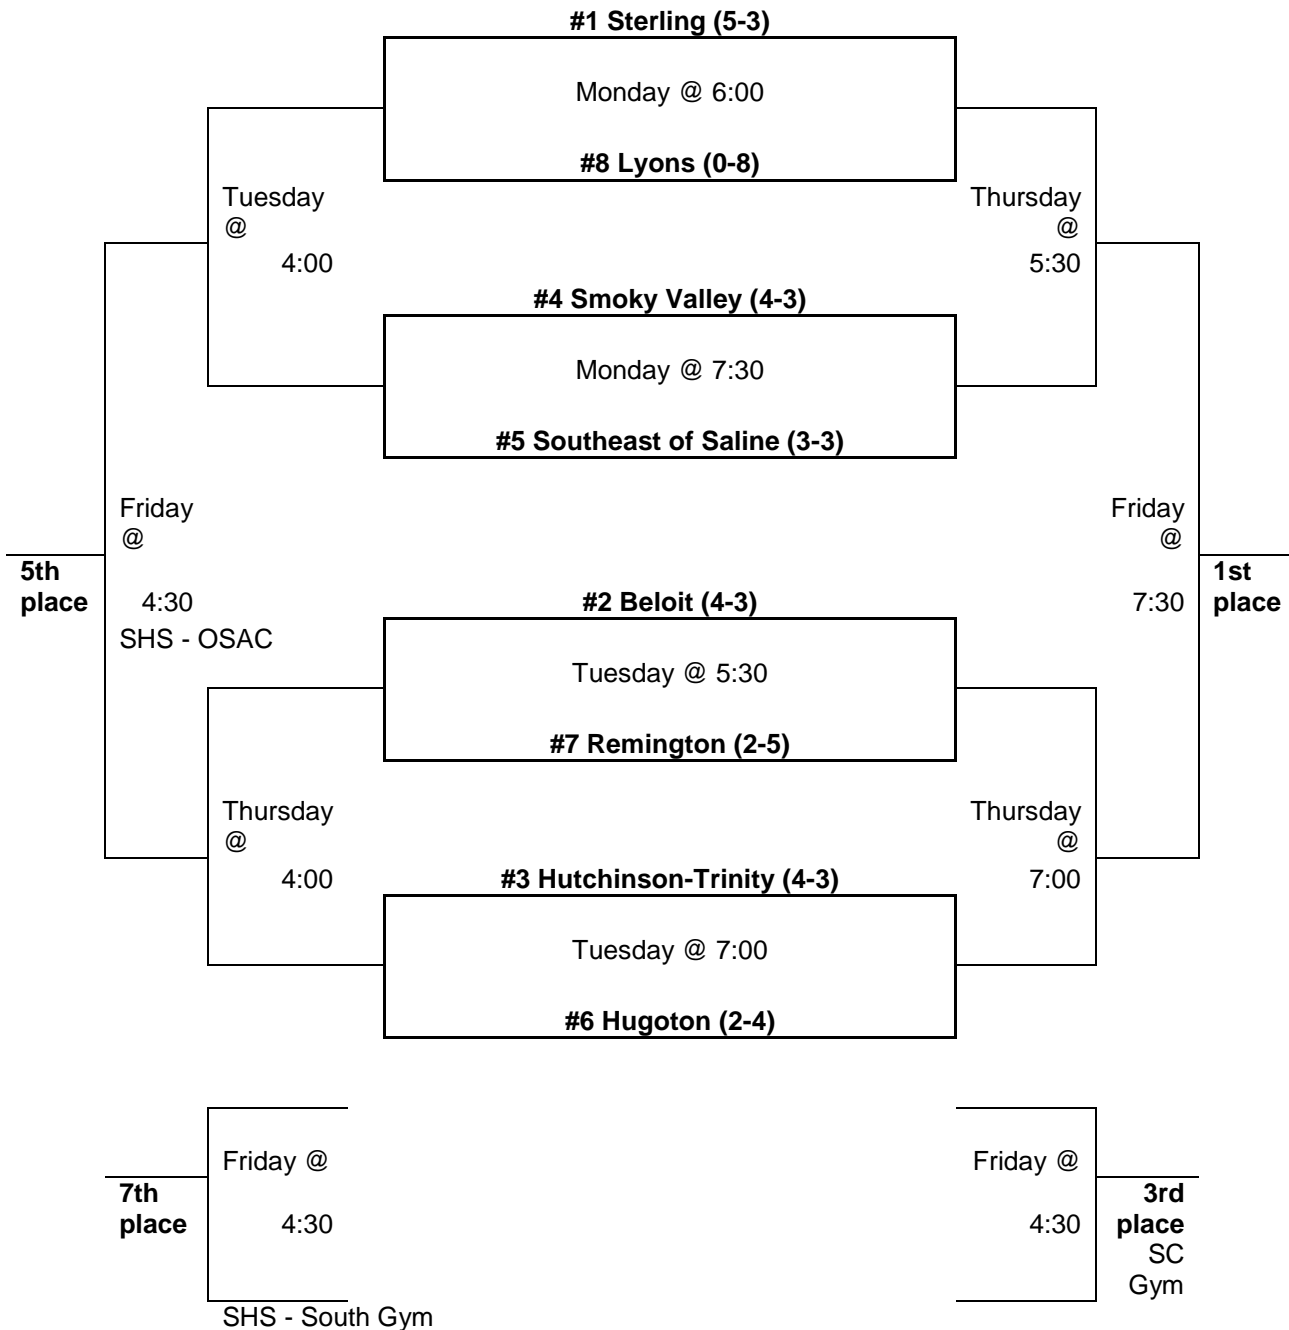 #1 Sterling (5-3)
Monday @ 6:00
#8 Lyons (0-8)
Tuesday
@
4:00
Thursday
@
5:30
#4 Smoky Valley (4-3)
Monday @ 7:30
#5 Southeast of Saline (3-3)
Friday
@
4:30
SHS - OSAC
5th
place
Friday
@
7:30
1st
place
#2 Beloit (4-3)
Tuesday @ 5:30
#7 Remington (2-5)
Thursday
@
4:00
Thursday
@
7:00
#3 Hutchinson-Trinity (4-3)
Tuesday @ 7:00
#6 Hugoton (2-4)
Friday @
4:30
7th
place
SHS - South Gym
Friday @
4:30
3rd
place
SC
Gym